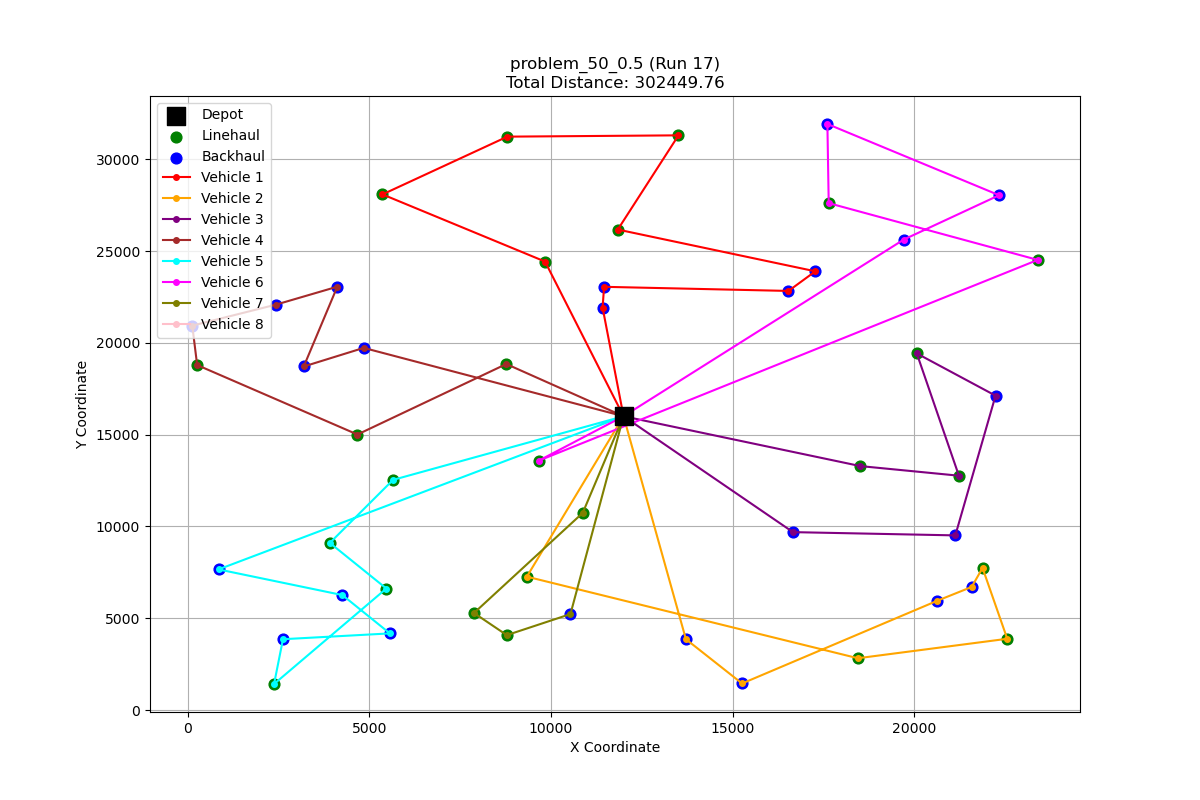 problem_50_0.5 (Run 17)
Total Distance: 302449.76
Depot
Linehaul
Backhaul
Vehicle 1
Vehicle 2
Vehicle 3
Vehicle 4
Vehicle 5
Vehicle 6
Vehicle 7
Vehicle 8
30000
25000
20000
15000
10000
5000
0
Y Coordinate
0 5000 10000 15000 20000
X Coordinate